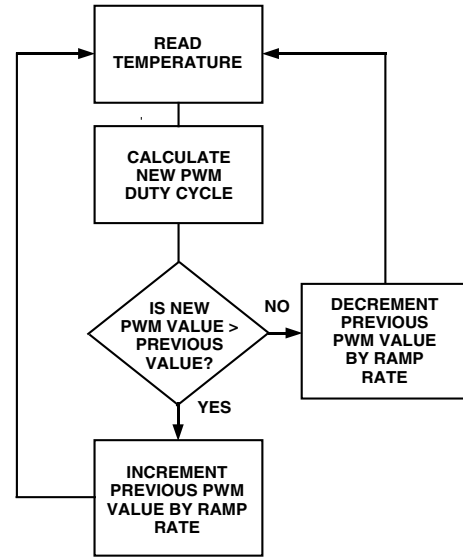 READ
TEMPERATURE
CALCULATE
NEW PWM
DUTY CYCLE
IS NEW
PWM VALUE >
PREVIOUS
VALUE?
NO
DECREMENT
PREVIOUS
PWM VALUE
BY RAMP
RATE
YES
INCREMENT
PREVIOUS PWM
VALUE BY RAMP
RATE